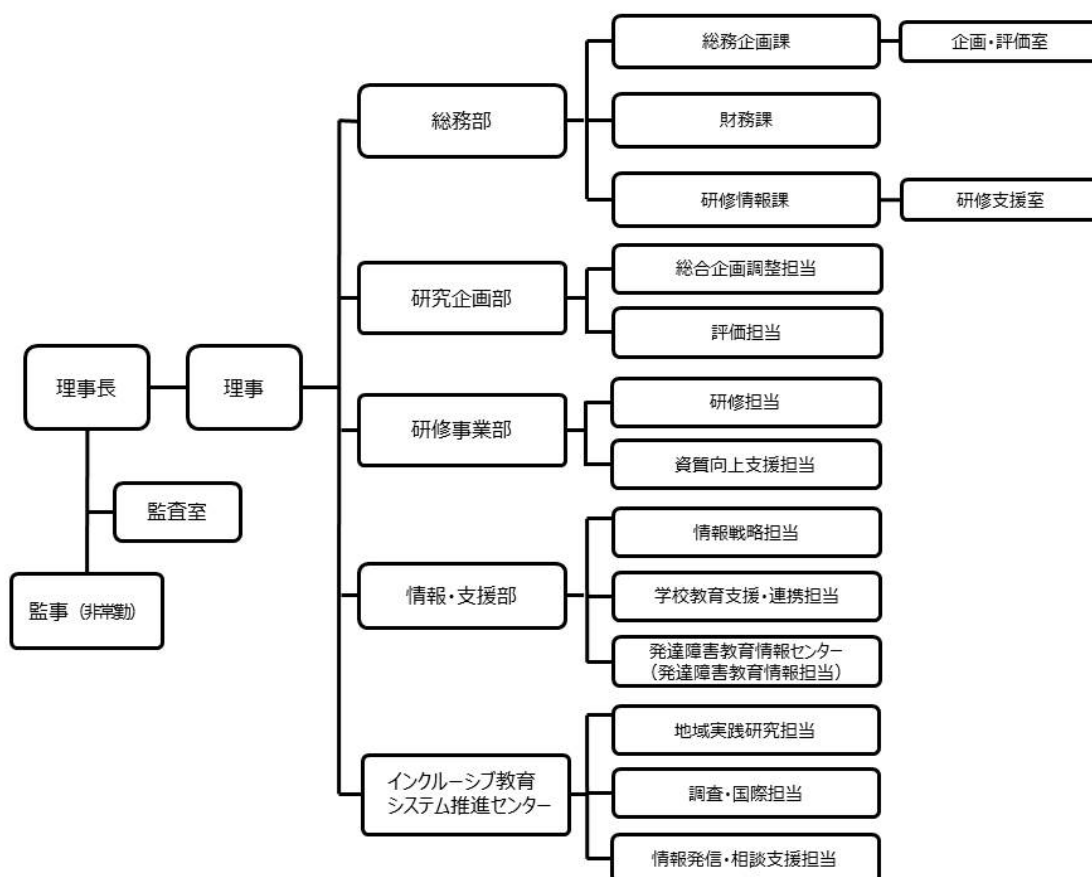 総務企画課
企画・評価室
総務部
財務課
研修情報課
研修支援室
総合企画調整担当
研究企画部
評価担当
理事長
理事
研修担当
研修事業部
資質向上支援担当
監査室
監事（非常勤）
情報戦略担当
情報・支援部
学校教育支援・連携担当
発達障害教育情報センター
（発達障害教育情報担当）
地域実践研究担当
インクルーシブ教育
システム推進センター
調査・国際担当
情報発信・相談支援担当